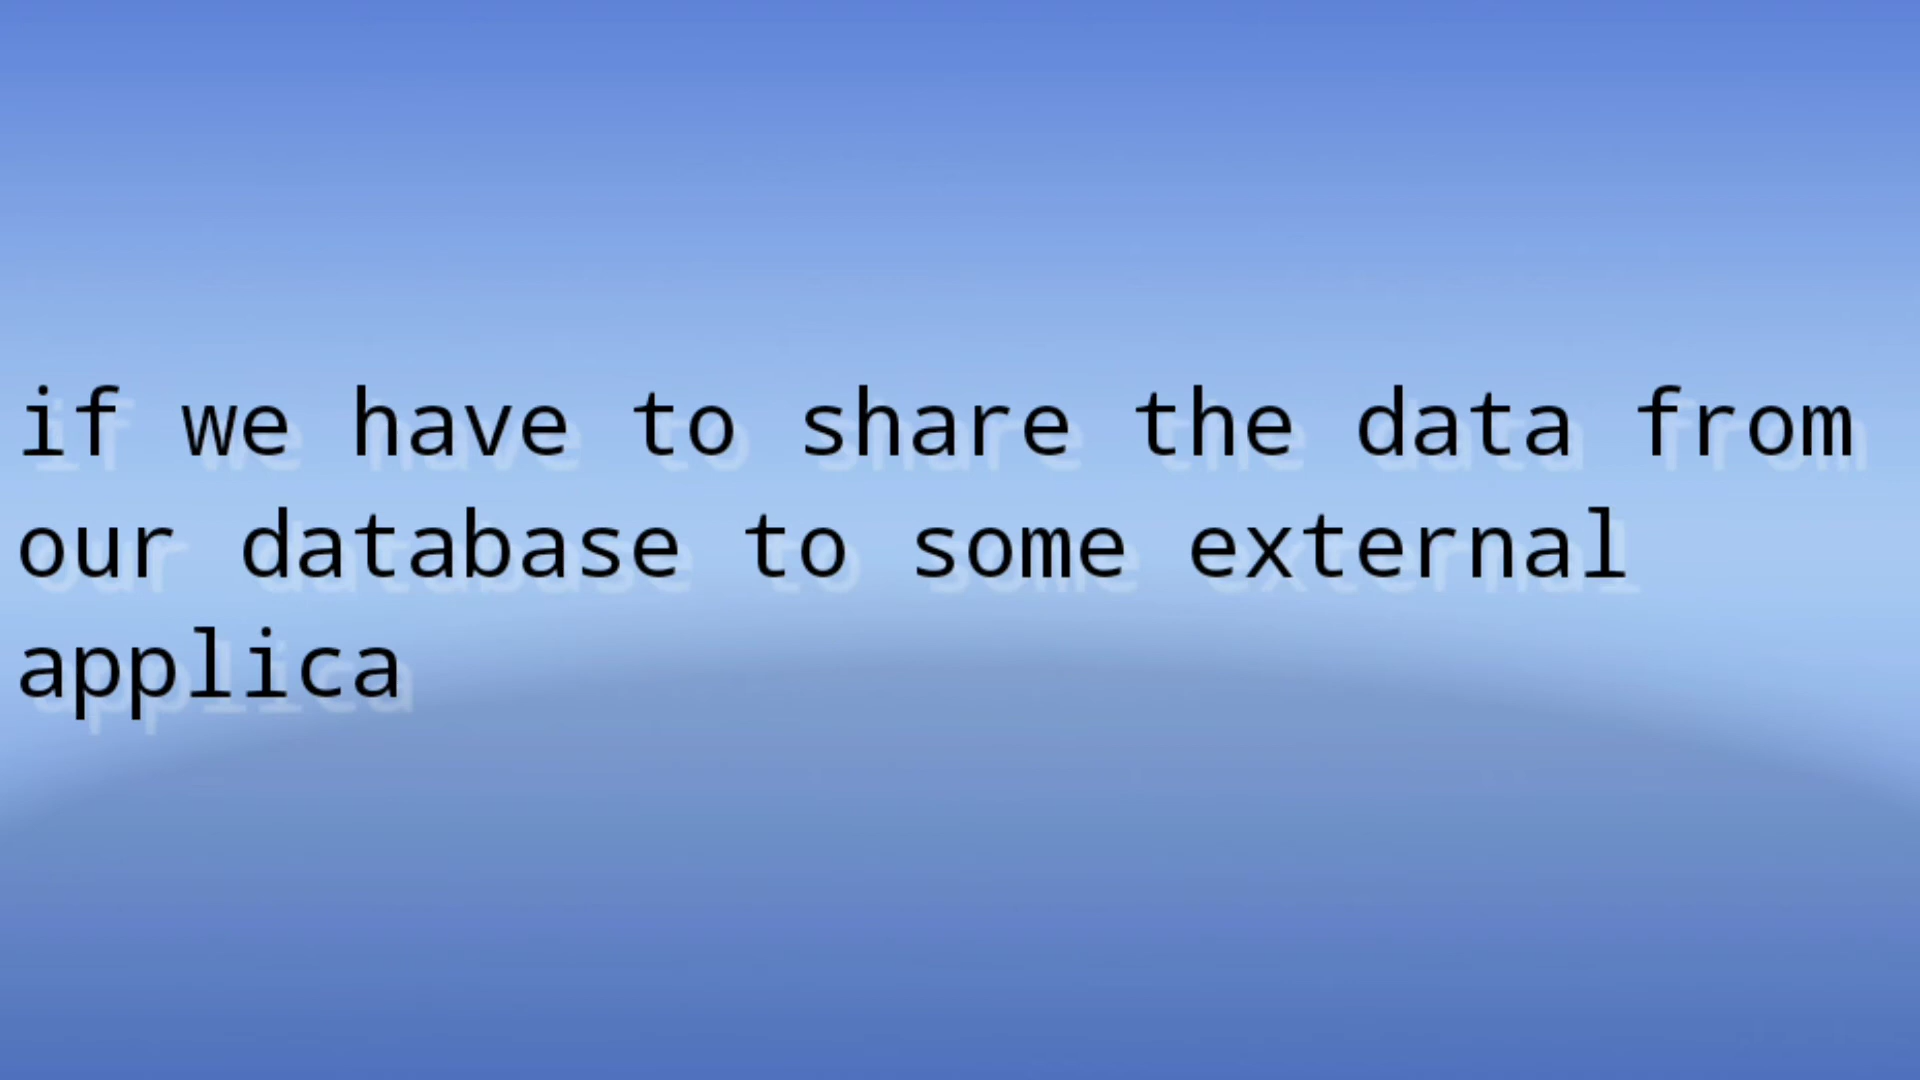 if we have to share the data from
our database to some external
applica